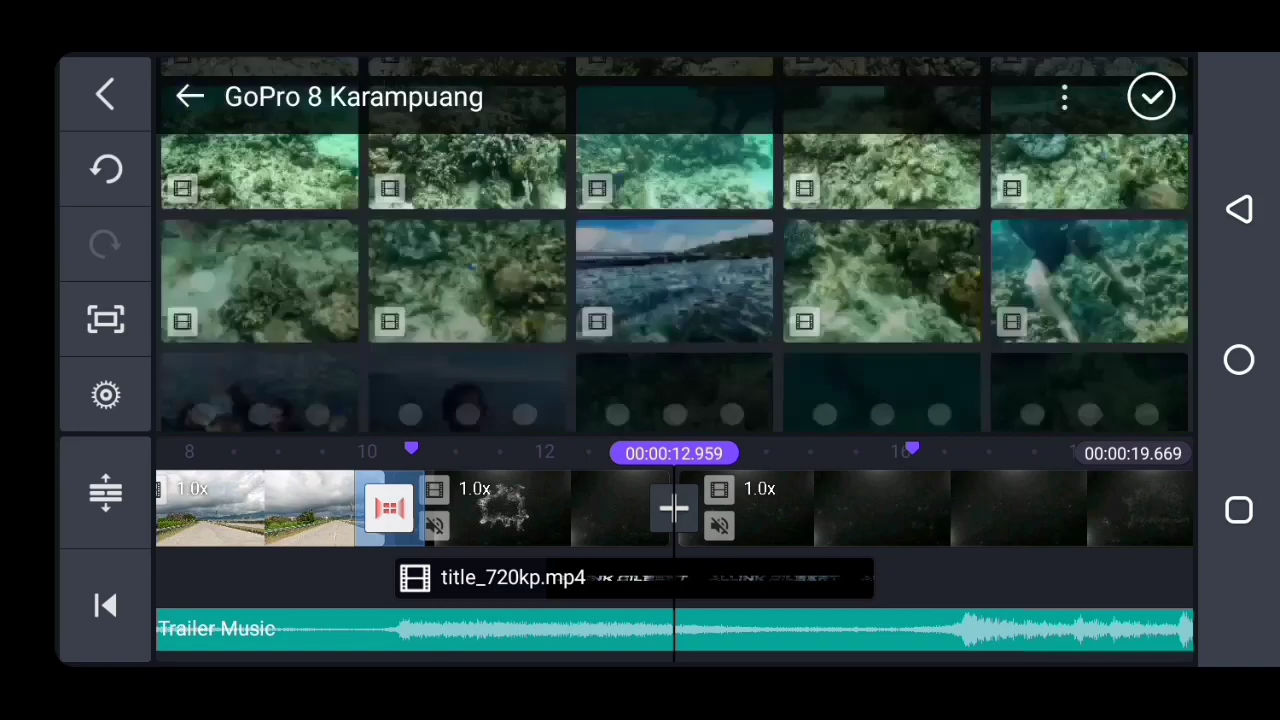 GoPro 8 Karampuang
8 10 12 00:00:12.959 16 00:00:19.669
1.0x 1.0x 1.0x
title_720kp.mp4
Trailer Music